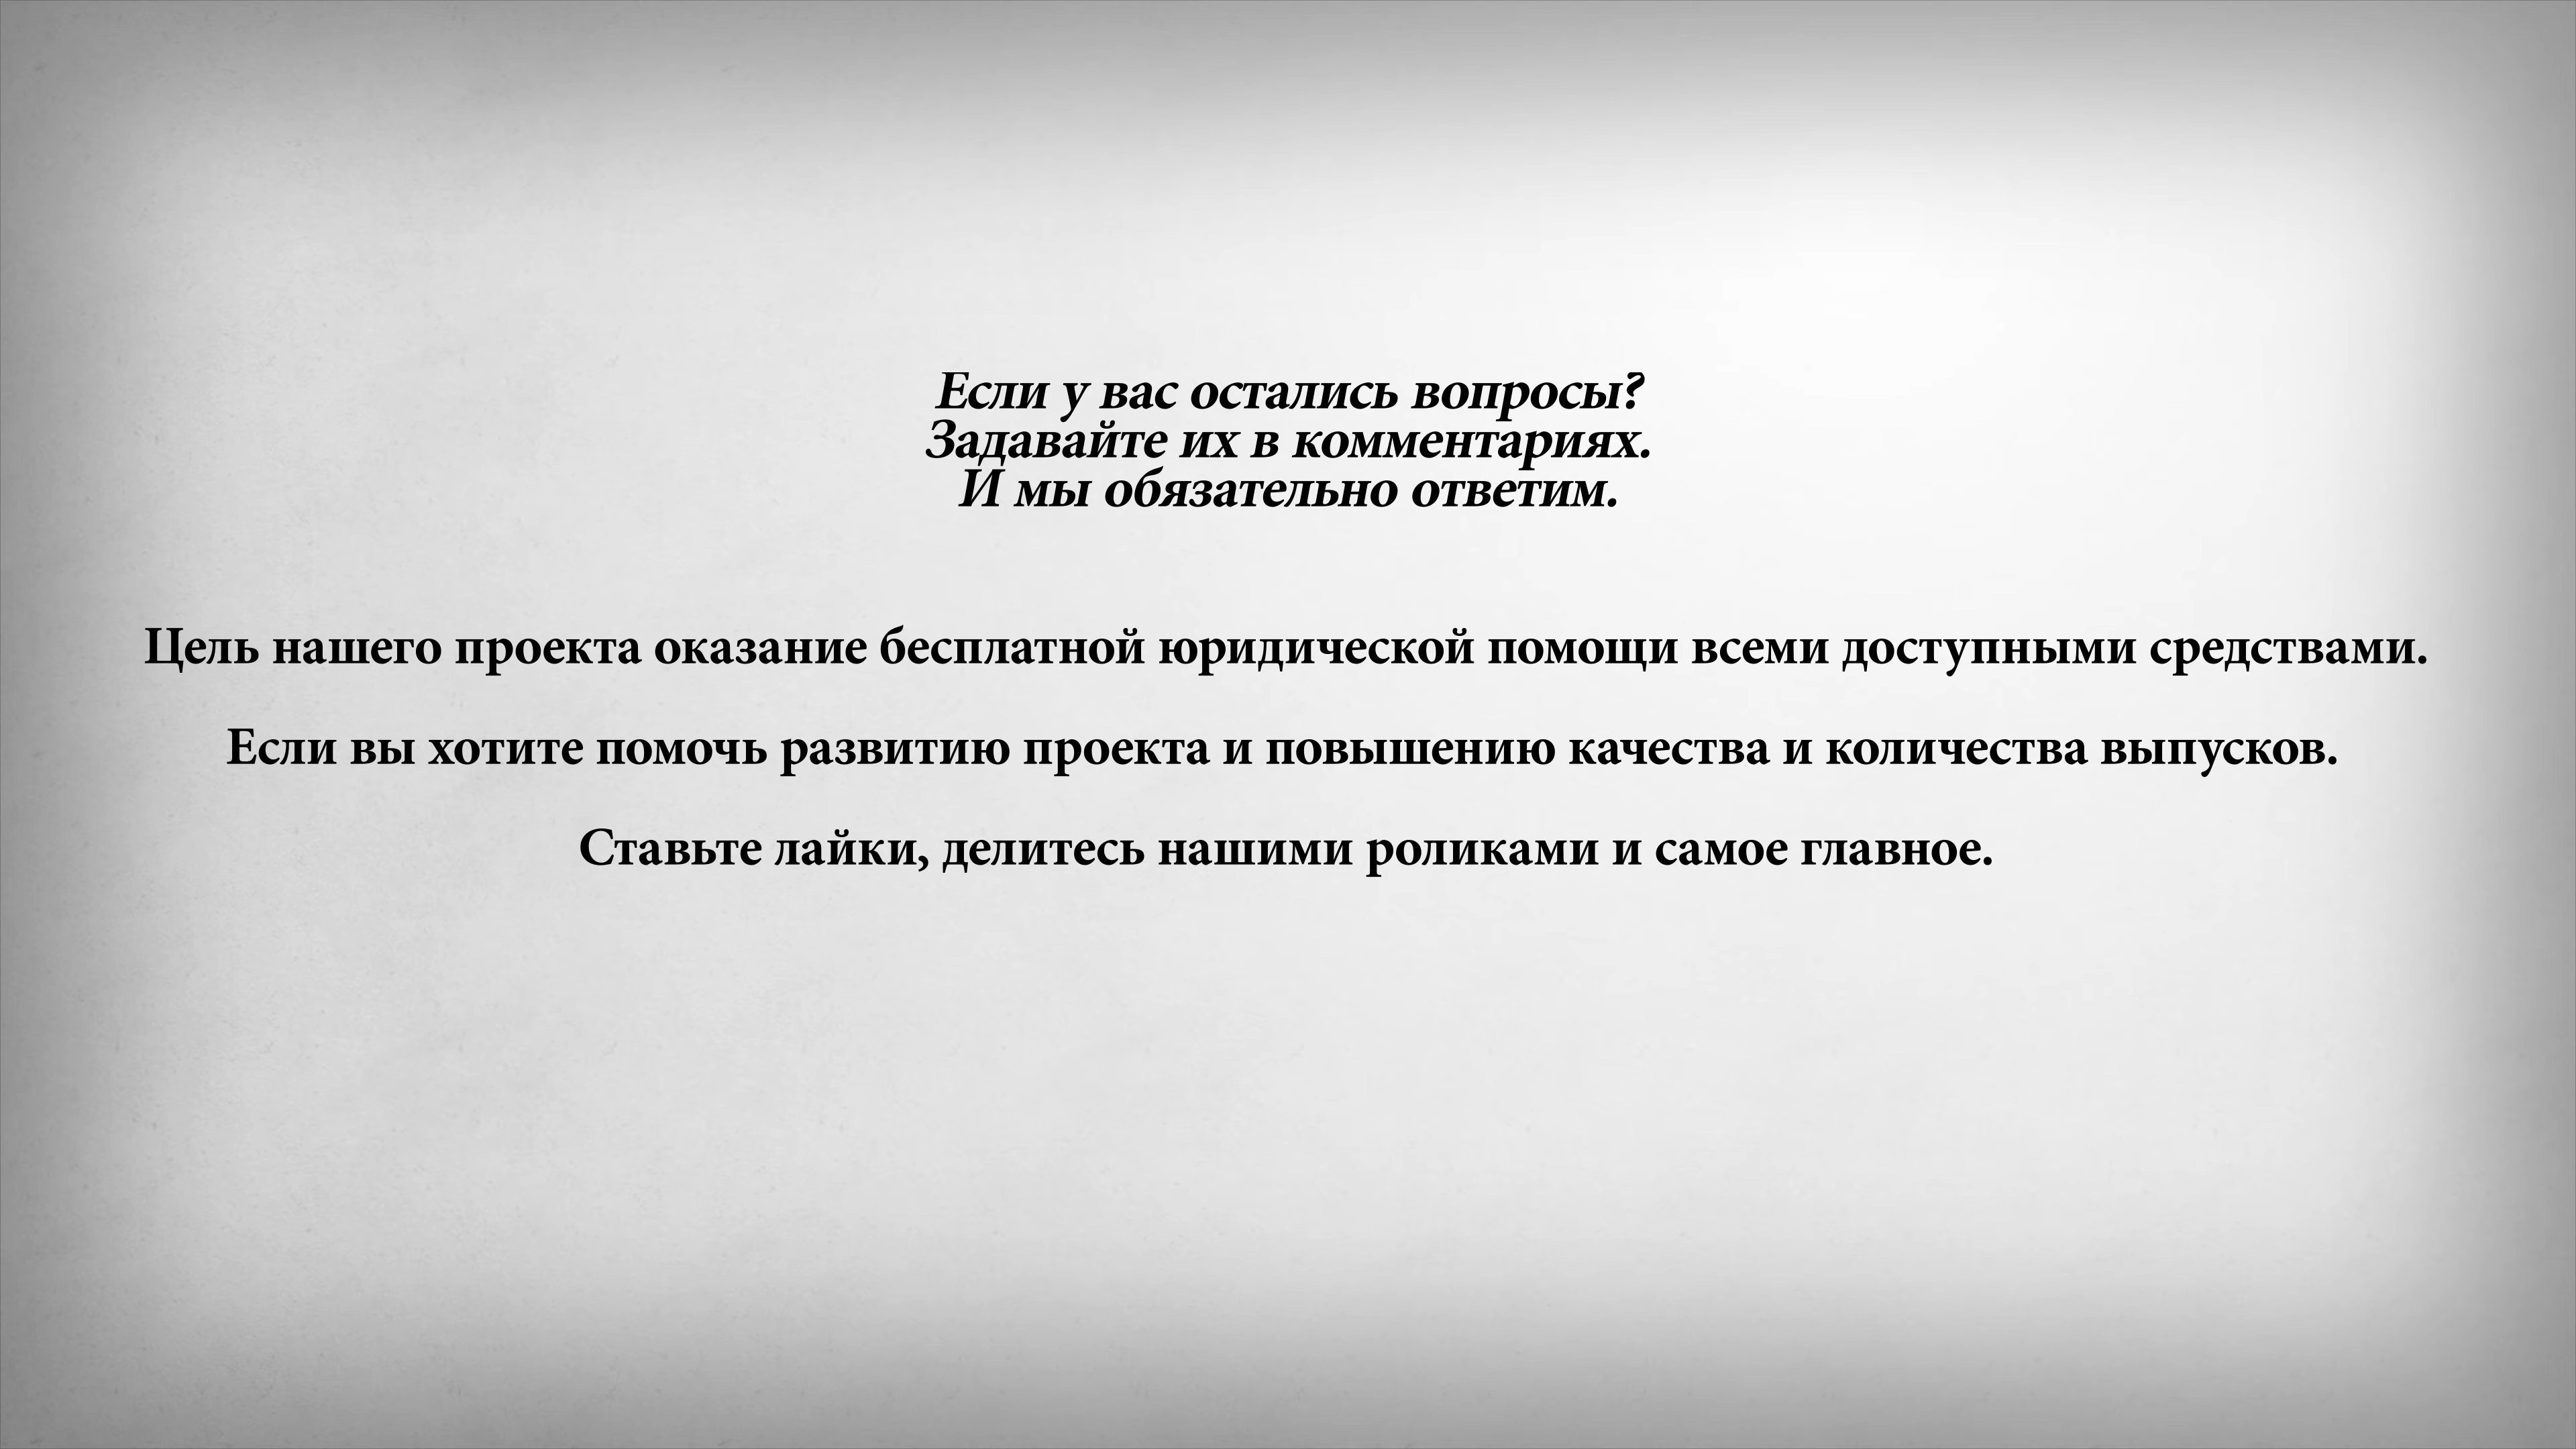 Если у вас остались вопросы?
Задавайте их в комментариях.
И мы обязательно ответим.
Цель нашего проекта оказание бесплатной юридической помощи всеми доступными средствами.
Если вы хотите помочь развитию проекта и повышению качества и количества выпусков.
Ставьте лайки, делитесь нашими роликами и самое главное.